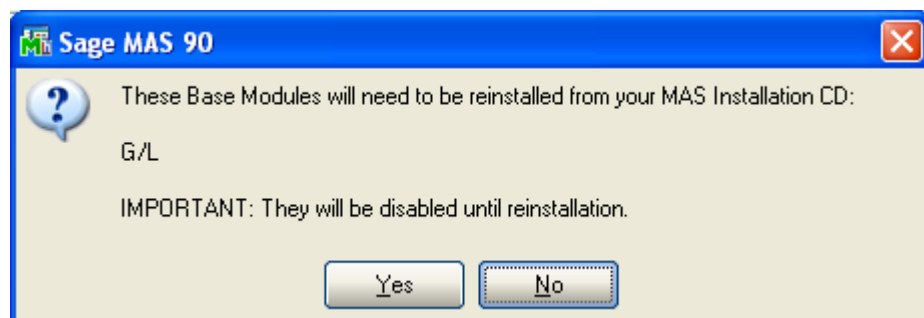 Sage MAS 90
These Base Modules will need to be reinstalled from your MAS Installation CD:
G/L
IMPORTANT: They will be disabled until reinstallation.
Yes
No